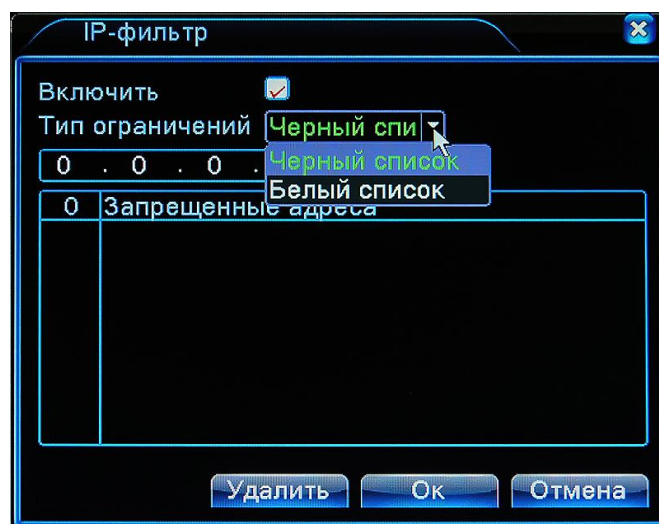 IP-фильтр
Включить
Тип ограничений Черный спи
0 . 0 . 0 .
Черный список
Белый список
0 Запрещенные адреса
Удалить Ок Отмена